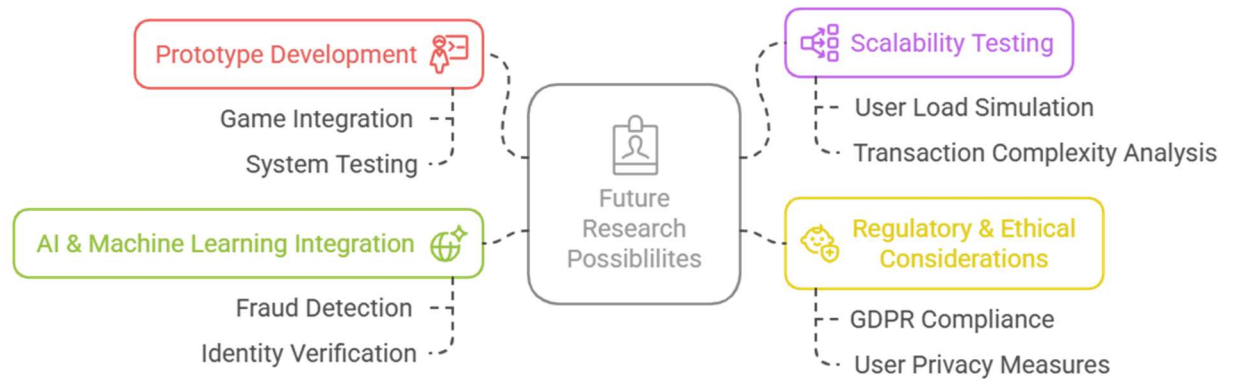 Prototype Development
Game Integration
System Testing
AI & Machine Learning Integration
Fraud Detection
Identity Verification
Future
Research
Possiblilites
Scalability Testing
User Load Simulation
Transaction Complexity Analysis
Regulatory & Ethical
Considerations
GDPR Compliance
User Privacy Measures